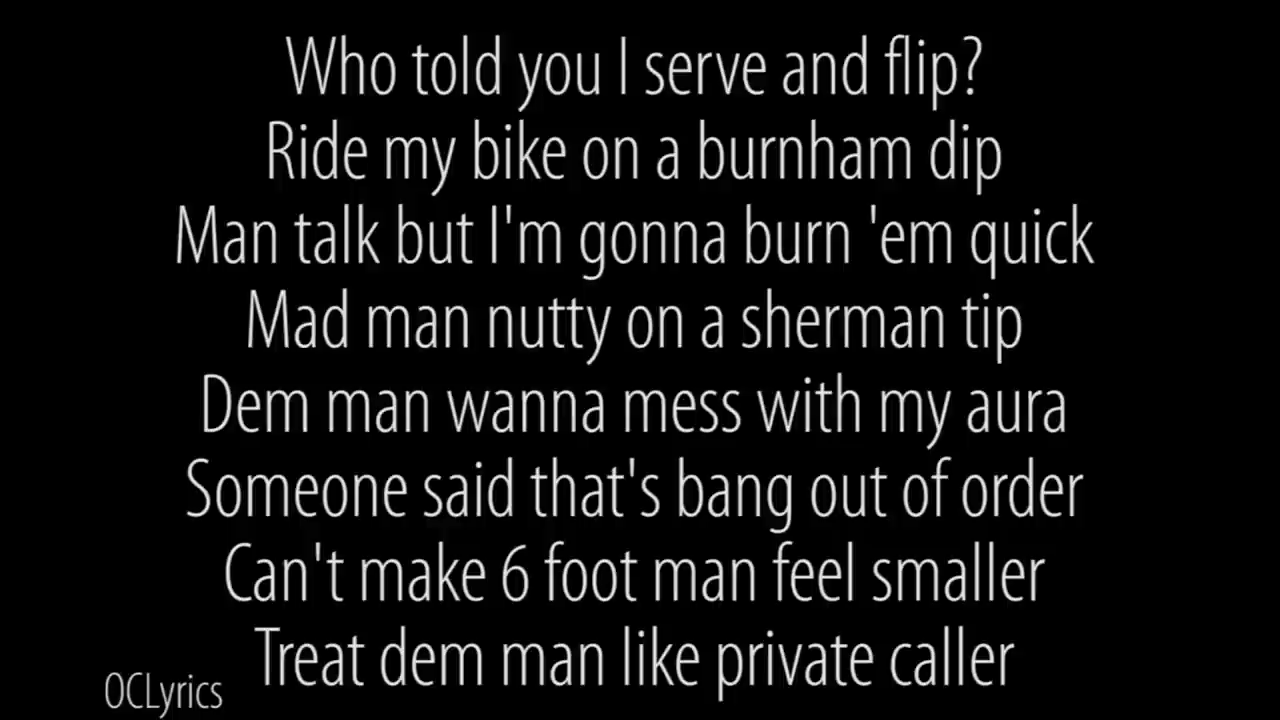 Who told you I serve and flip?
Ride my bike on a burnham dip
Man talk but I'm gonna burn 'em quick
Mad man nutty on a sherman tip
Dem man wanna mess with my aura
Someone said that's bang out of order
Can't make 6 foot man feel smaller
Treat dem man like private caller
OCLyrics